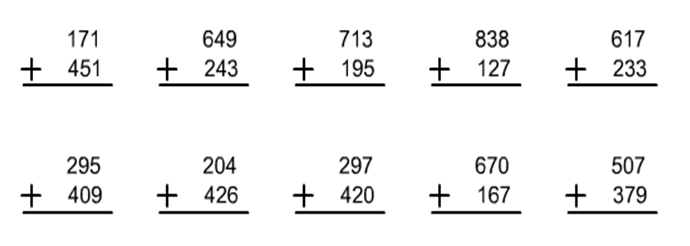 171 649 713 838 617
+ 451 + 243 + 195 + 127 + 233
295 204 297 670 507
+ 409 + 426 + 420 + 167 + 379